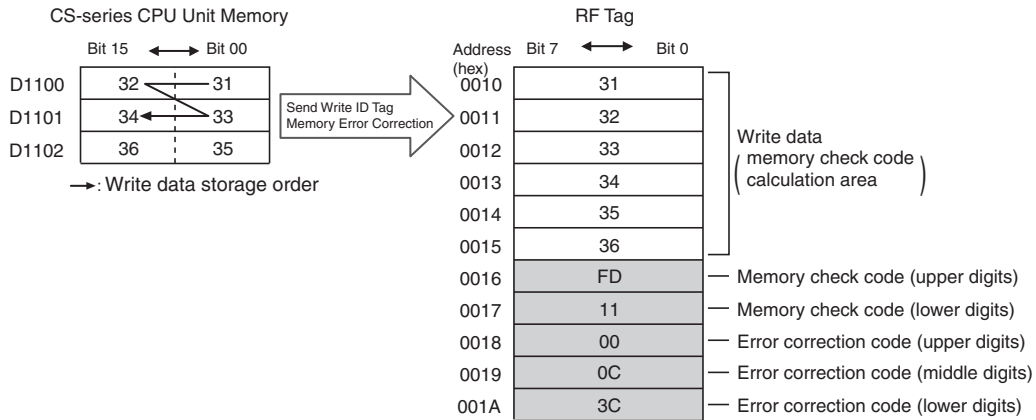 CS-series CPU Unit Memory
Bit 15 Bit 00
D1100 32 31
D1101 34 33
D1102 36 35
: Write data storage order
Send Write ID Tag
Memory Error Correction
RF Tag
Address
(hex)
Bit 7 Bit 0
0010 31
0011 32
0012 33
0013 34
0014 35
0015 36
Write data
( memory check code
calculation area )
0016 FD Memory check code (upper digits)
0017 11 Memory check code (lower digits)
0018 00 Error correction code (upper digits)
0019 0C Error correction code (middle digits)
001A 3C Error correction code (lower digits)